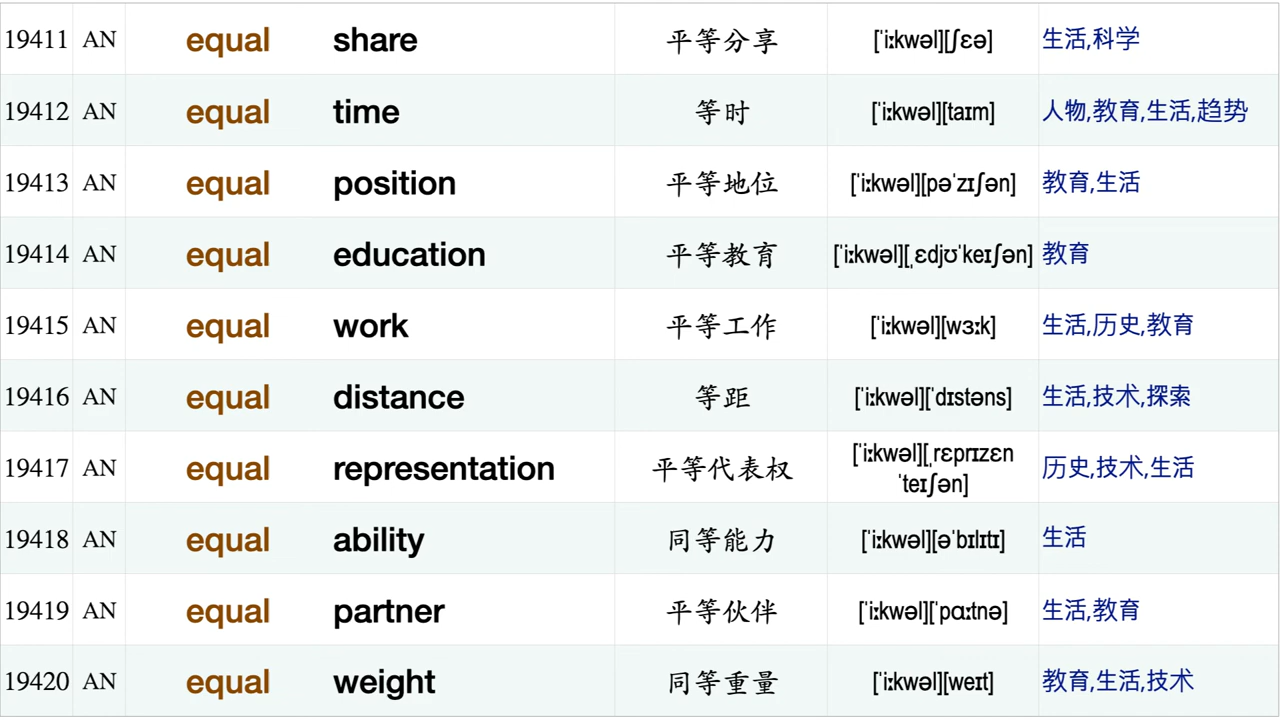 19411 AN equal share 平等分享 [ˈiːkwəl][ʃɛə] 生活,科学
19412 AN equal time 等时 [ˈiːkwəl][taɪm] 人物,教育,生活,趋势
19413 AN equal position 平等地位 [ˈiːkwəl][pəˈzɪʃən] 教育,生活
19414 AN equal education 平等教育 [ˈiːkwəl][ˌɛdjʊˈkeɪʃən] 教育
19415 AN equal work 平等工作 [ˈiːkwəl][wɜːk] 生活,历史,教育
19416 AN equal distance 等距 [ˈiːkwəl][ˈdɪstəns] 生活,技术,探索
19417 AN equal representation 平等代表权 [ˈiːkwəl][ˌrɛprɪzɛn
ˈteɪʃən] 历史,技术,生活
19418 AN equal ability 同等能力 [ˈiːkwəl][əˈbɪlɪtɪ] 生活
19419 AN equal partner 平等伙伴 [ˈiːkwəl][ˈpɑːtnə] 生活,教育
19420 AN equal weight 同等重量 [ˈiːkwəl][weɪt] 教育,生活,技术